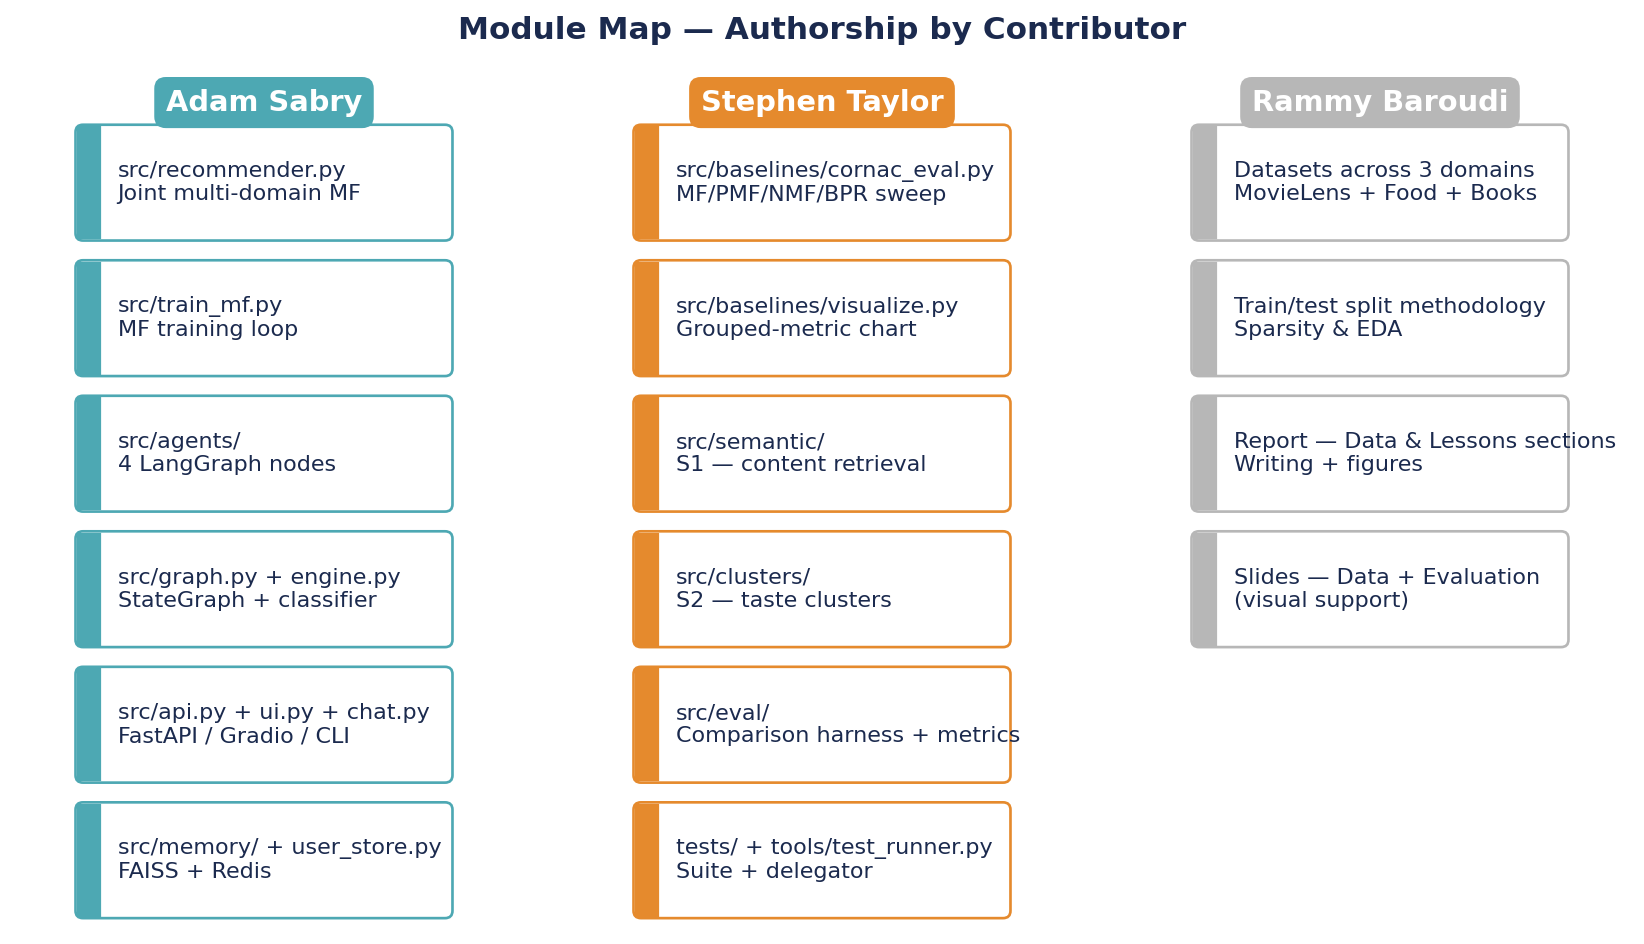 Module Map — Authorship by Contributor
Adam Sabry
src/recommender.py
Joint multi-domain MF
src/train_mf.py
MF training loop
src/agents/
4 LangGraph nodes
src/graph.py + engine.py
StateGraph + classifier
src/api.py + ui.py + chat.py
FastAPI / Gradio / CLI
src/memory/ + user_store.py
FAISS + Redis
Stephen Taylor
src/baselines/cornac_eval.py
MF/PMF/NMF/BPR sweep
src/baselines/visualize.py
Grouped-metric chart
src/semantic/
S1 — content retrieval
src/clusters/
S2 — taste clusters
src/eval/
Comparison harness + metrics
tests/ + tools/test_runner.py
Suite + delegator
Rammy Baroudi
Datasets across 3 domains
MovieLens + Food + Books
Train/test split methodology
Sparsity & EDA
Report — Data & Lessons sections
Writing + figures
Slides — Data + Evaluation
(visual support)